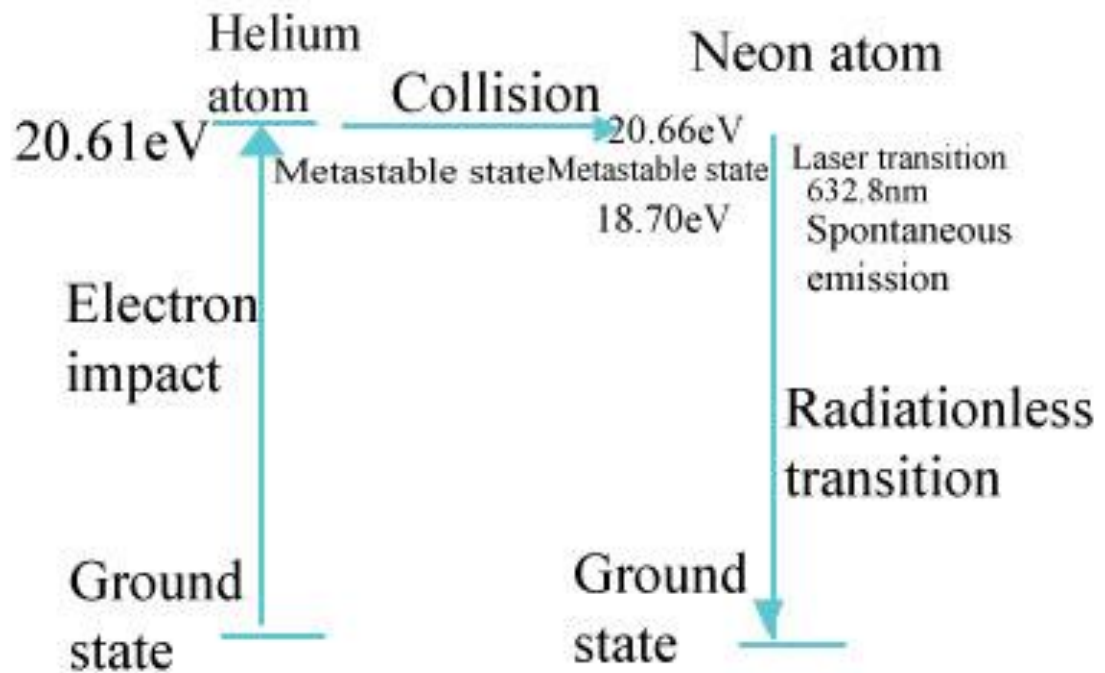 Helium
atom
Collision
Neon atom
20.61eV
20.66eV
Metastable state
Metastable state
18.70eV
Laser transition
632.8nm
Spontaneous
emission
Electron
impact
Radiationless
transition
Ground
state
Ground
state